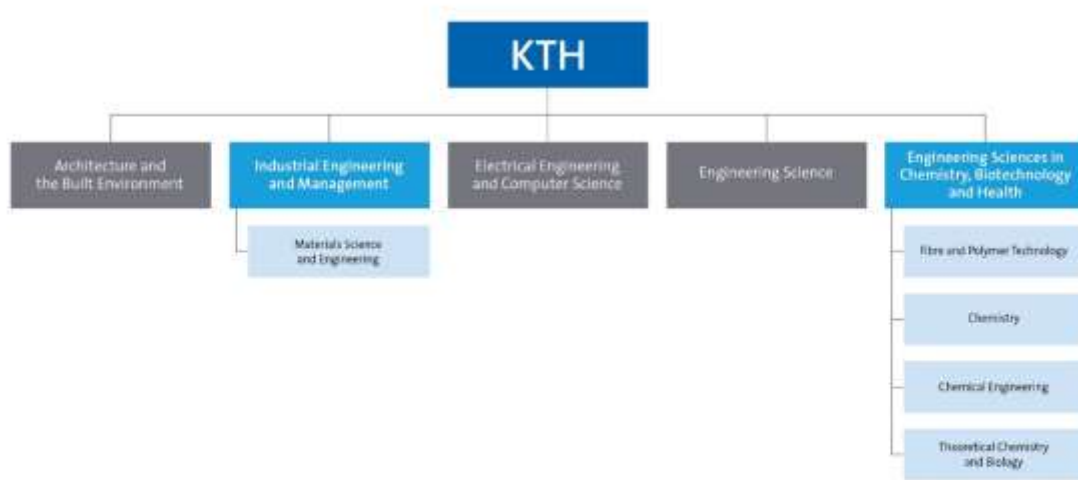 KTH
Architecture and
the Built Environment
Industrial Engineering
and Management
Electrical Engineering
and Computer Science
Engineering Science
Engineering Sciences in
Chemistry, Biotechnology
and Health
Materials Science
and Engineering
Fibre and Polymer Technology
Chemistry
Chemical Engineering
Theoretical Chemistry
and Biology